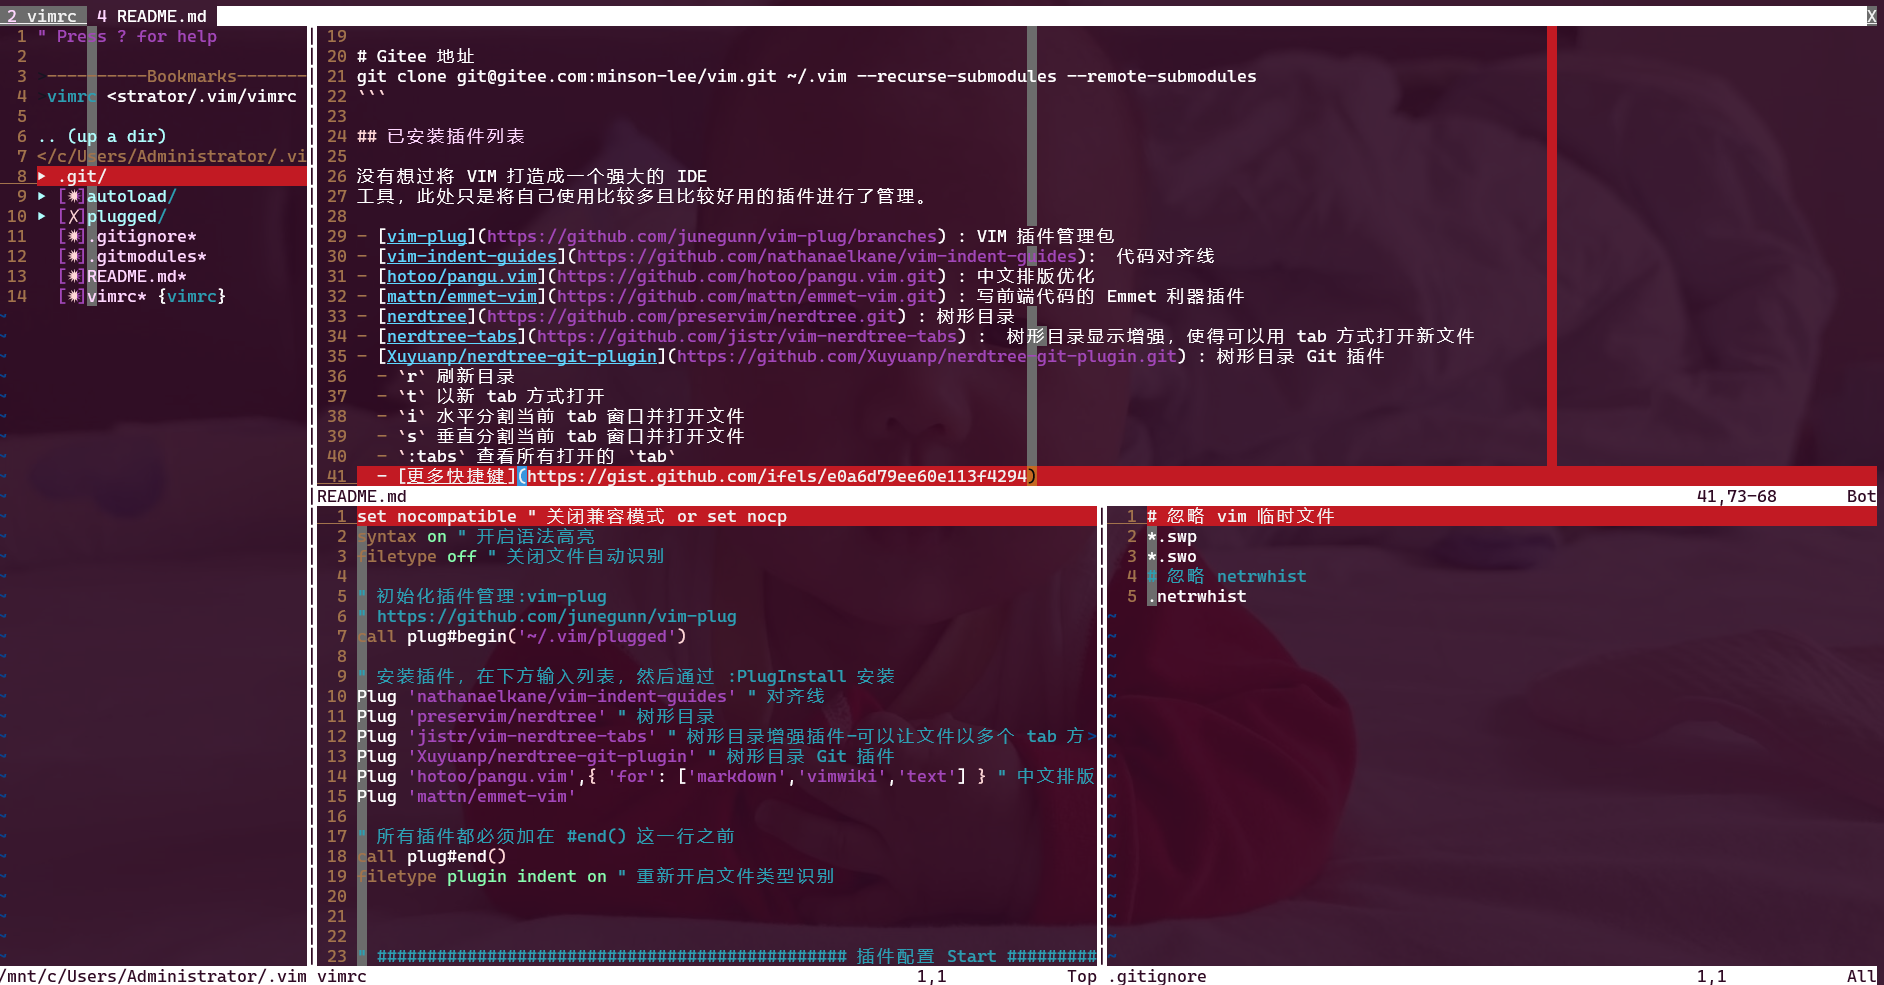 2 vimrc  4 README.md  X
1 " Press ? for help
2
3 ----------Bookmarks-------
4 vimrc <strator/.vim/vimrc
5
6 .. (up a dir)
7 </c/Users/Administrator/.vi
8 ▸ .git/
9 ▸ [✹]autoload/
10 ▸ [✗]plugged/
11   [✹].gitignore*
12   [✹].gitmodules*
13   [✹]README.md*
14   [✹]vimrc* {vimrc}
/mnt/c/Users/Administrator/.vim
19
20 # Gitee 地址
21 git clone git@gitee.com:minson-lee/vim.git ~/.vim --recurse-submodules --remote-submodules
22 ```
23
24 ## 已安装插件列表
25
26 没有想过将 VIM 打造成一个强大的 IDE
27 工具，此处只是将自己使用比较多且比较好用的插件进行了管理。
28
29 - [vim-plug](https://github.com/junegunn/vim-plug/branches) : VIM 插件管理包
30 - [vim-indent-guides](https://github.com/nathanaelkane/vim-indent-guides):  代码对齐线
31 - [hotoo/pangu.vim](https://github.com/hotoo/pangu.vim.git) : 中文排版优化
32 - [mattn/emmet-vim](https://github.com/mattn/emmet-vim.git) : 写前端代码的 Emmet 利器插件
33 - [nerdtree](https://github.com/preservim/nerdtree.git) : 树形目录
34 - [nerdtree-tabs](https://github.com/jistr/vim-nerdtree-tabs) :  树形目录显示增强，使得可以用 tab 方式打开新文件
35 - [Xuyuanp/nerdtree-git-plugin](https://github.com/Xuyuanp/nerdtree-git-plugin.git) : 树形目录 Git 插件
36   - `r` 刷新目录
37   - `t` 以新 tab 方式打开
38   - `i` 水平分割当前 tab 窗口并打开文件
39   - `s` 垂直分割当前 tab 窗口并打开文件
40   - `:tabs` 查看所有打开的 `tab`
41   - [更多快捷键](https://gist.github.com/ifels/e0a6d79ee60e113f4294)
README.md  41,73-68  Bot
1 set nocompatible " 关闭兼容模式 or set nocp
2 syntax on " 开启语法高亮
3 filetype off " 关闭文件自动识别
4
5 " 初始化插件管理:vim-plug
6 " https://github.com/junegunn/vim-plug
7 call plug#begin('~/.vim/plugged')
8
9 " 安装插件，在下方输入列表，然后通过 :PlugInstall 安装
10 Plug 'nathanaelkane/vim-indent-guides' " 对齐线
11 Plug 'preservim/nerdtree' " 树形目录
12 Plug 'jistr/vim-nerdtree-tabs' " 树形目录增强插件-可以让文件以多个 tab 方>
13 Plug 'Xuyuanp/nerdtree-git-plugin' " 树形目录 Git 插件
14 Plug 'hotoo/pangu.vim',{ 'for': ['markdown','vimwiki','text'] } " 中文排版
15 Plug 'mattn/emmet-vim'
16
17 " 所有插件都必须加在 #end() 这一行之前
18 call plug#end()
19 filetype plugin indent on " 重新开启文件类型识别
20
21
22
23 " ############################################### 插件配置 Start #########
vimrc  1,1  Top
1 # 忽略 vim 临时文件
2 *.swp
3 *.swo
4 # 忽略 netrwhist
5 .netrwhist
.gitignore  1,1  All